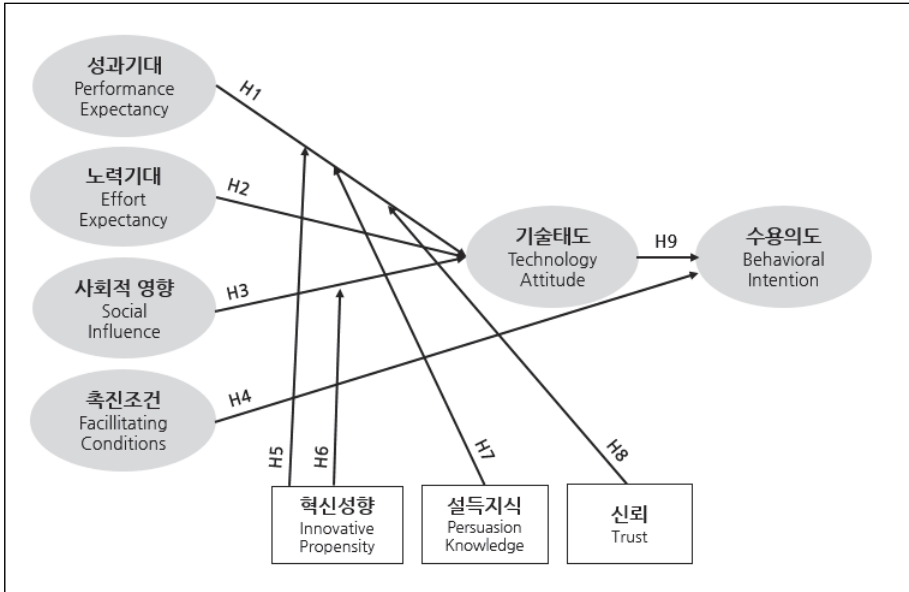 성과기대
Performance
Expectancy
H1
노력기대
Effort
Expectancy
H2
기술태도
Technology
Attitude
H9
수용의도
Behavioral
Intention
사회적 영향
Social
Influence
H3
촉진조건
Facillitating
Conditions
H4
H5
H6
H7
H8
혁신성향
Innovative
Propensity
설득지식
Persuasion
Knowledge
신뢰
Trust